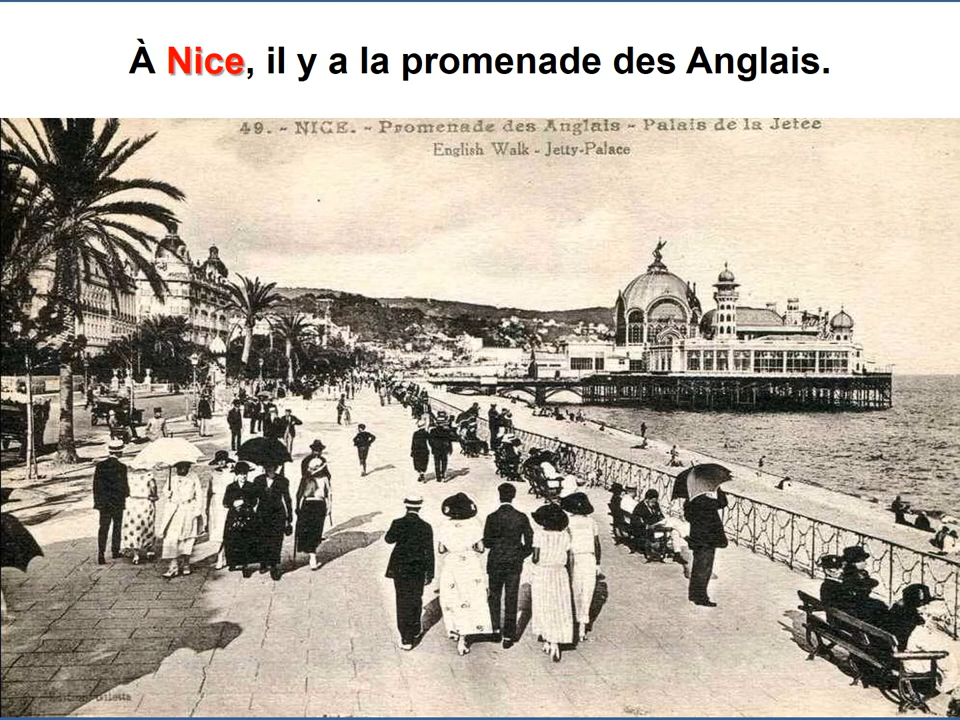 À Nice, il y a la promenade des Anglais.
49. - NICE. - Promenade des Anglais - Palais de la Jetée
English Walk - Jetty-Palace